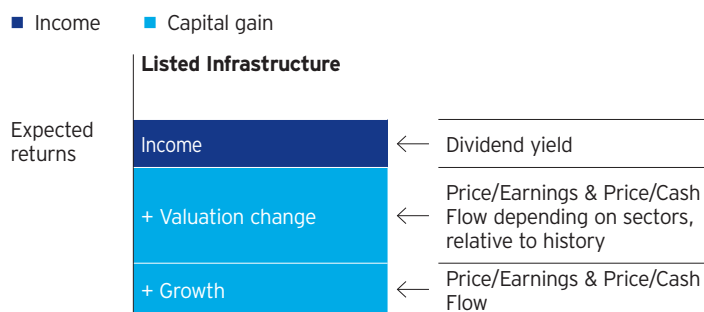 Income Capital gain
Listed Infrastructure
Expected
returns
Income
Dividend yield
+ Valuation change
Price/Earnings & Price/Cash
Flow depending on sectors,
relative to history
+ Growth
Price/Earnings & Price/Cash
Flow